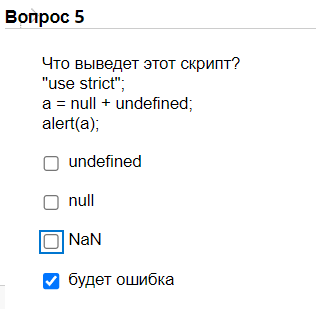 Вопрос 5
Что выведет этот скрипт?
"use strict";
a = null + undefined;
alert(a);
undefined
null
NaN
будет ошибка